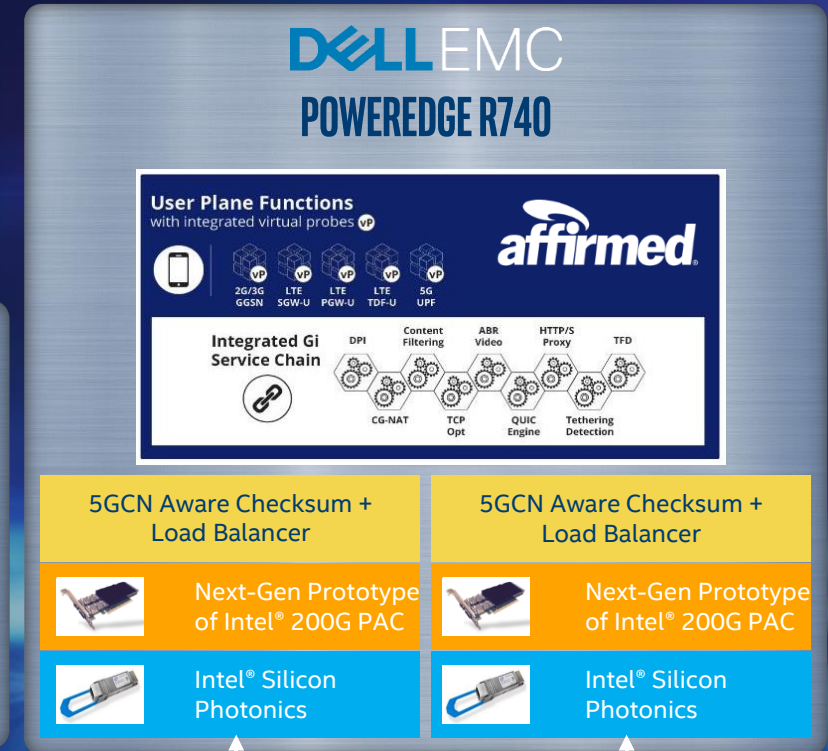 DELL EMC
POWEREDGE R740
User Plane Functions
with integrated virtual probes vP
affirmed
vP vP vP vP vP
2G/3G LTE LTE LTE 5G
GGSN SGW-U PGW-U TDF-U UPF
Integrated Gi
Service Chain
DPI Content Filtering ABR Video HTTP/S Proxy TFD
CG-NAT TCP Opt QUIC Engine Tethering Detection
5GCN Aware Checksum +
Load Balancer
Next-Gen Prototype
of Intel® 200G PAC
Intel® Silicon
Photonics
5GCN Aware Checksum +
Load Balancer
Next-Gen Prototype
of Intel® 200G PAC
Intel® Silicon
Photonics